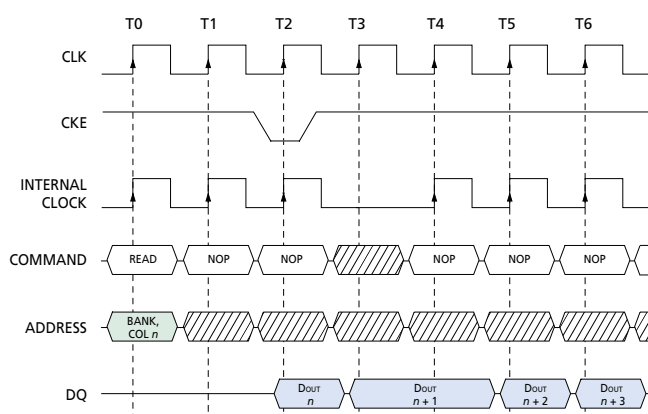 T0 T1 T2 T3 T4 T5 T6
CLK
CKE
INTERNAL
CLOCK
COMMAND READ NOP NOP NOP NOP NOP
ADDRESS BANK,
COL n
DQ DOUT DOUT DOUT DOUT
n n + 1 n + 2 n + 3